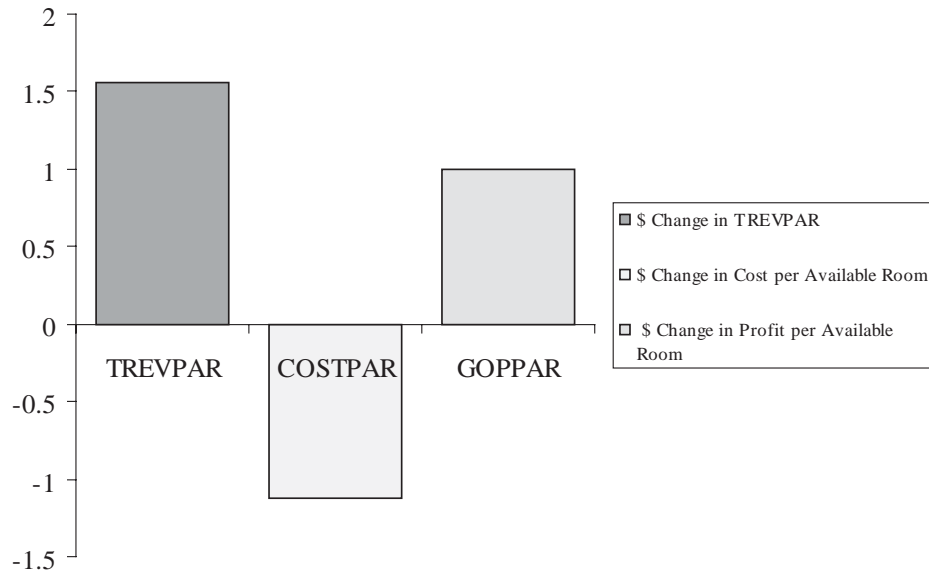 2
1.5
1
0.5
0
-0.5
-1
-1.5
TREVPAR COSTPAR GOPPAR
$ Change in TREVPAR
$ Change in Cost per Available Room
$ Change in Profit per Available
Room